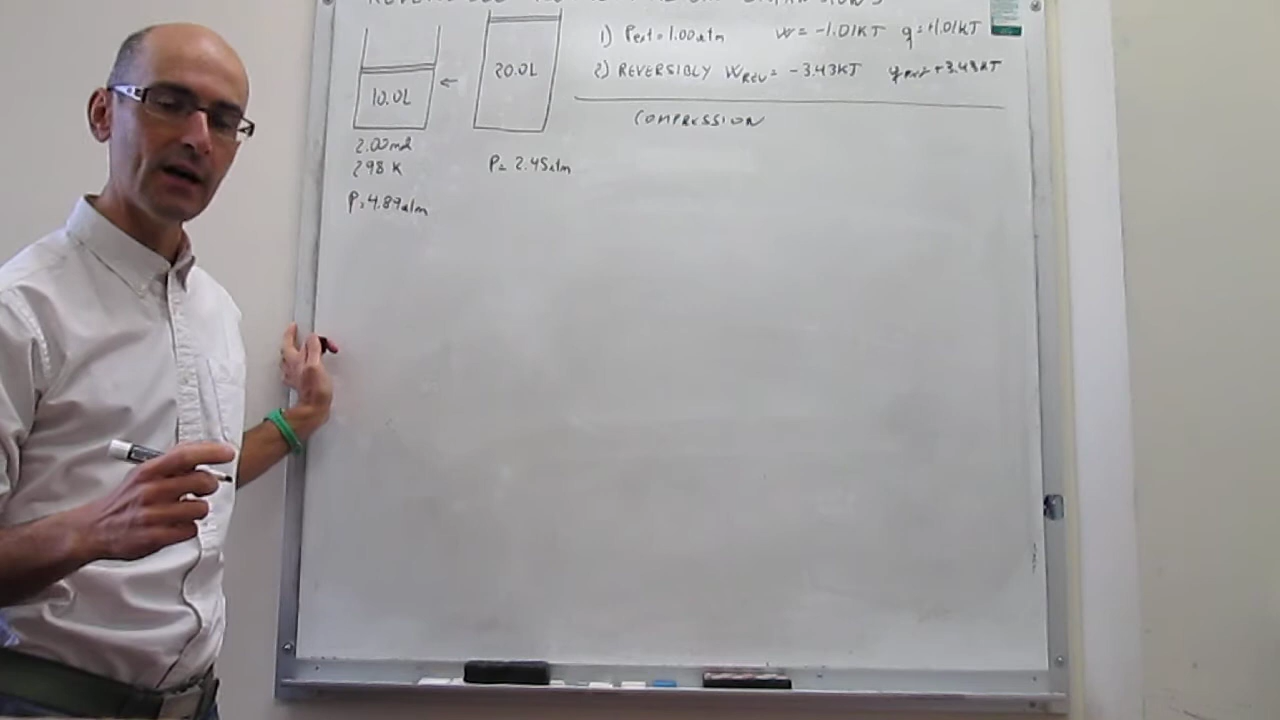 1) Pext = 1.00 atm   W = -1.01KJ   q = +1.01KJ
20.0L
2) REVERSIBLY   WREV = -3.43KJ   qREV = +3.43KJ
10.0L
COMPRESSION
2.00 mol
298 K
P = 2.45 atm
P = 4.89 atm